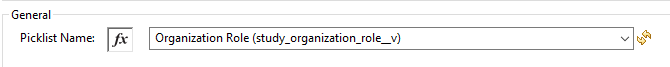 General
Picklist Name: fx Organization Role (study_organization_role__v)